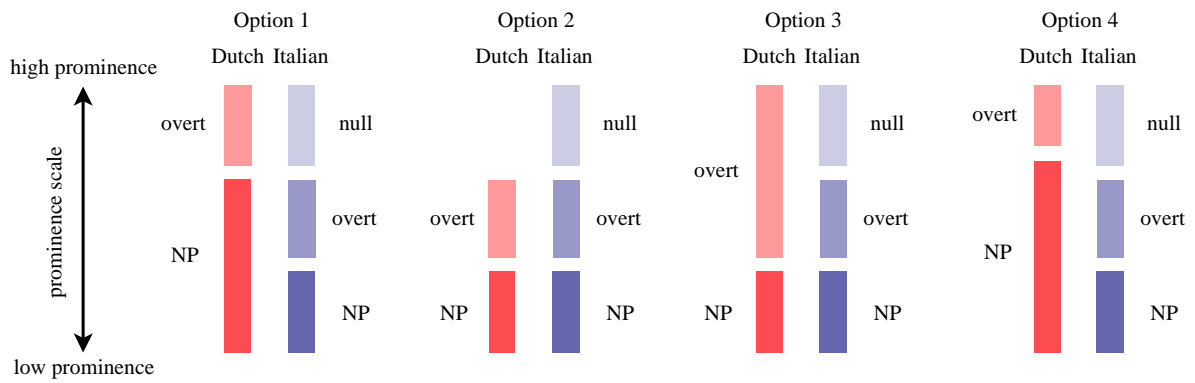 Option 1
Option 2
Option 3
Option 4
Dutch Italian
Dutch Italian
Dutch Italian
Dutch Italian
high prominence
prominence scale
low prominence
overt
null
NP
overt
NP
null
overt
overt
NP
NP
overt
null
overt
NP
NP
overt
null
NP
overt
NP